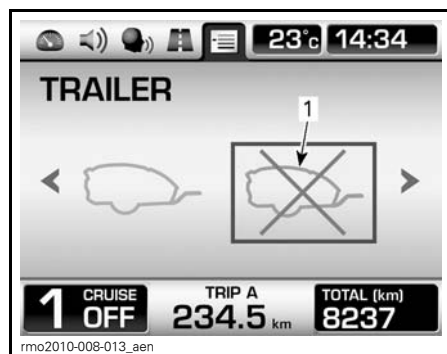 23°c 14:34
TRAILER
1
1 CRUISE OFF
TRIP A
234.5 km
TOTAL (km)
8237
rmo2010-008-013_aen